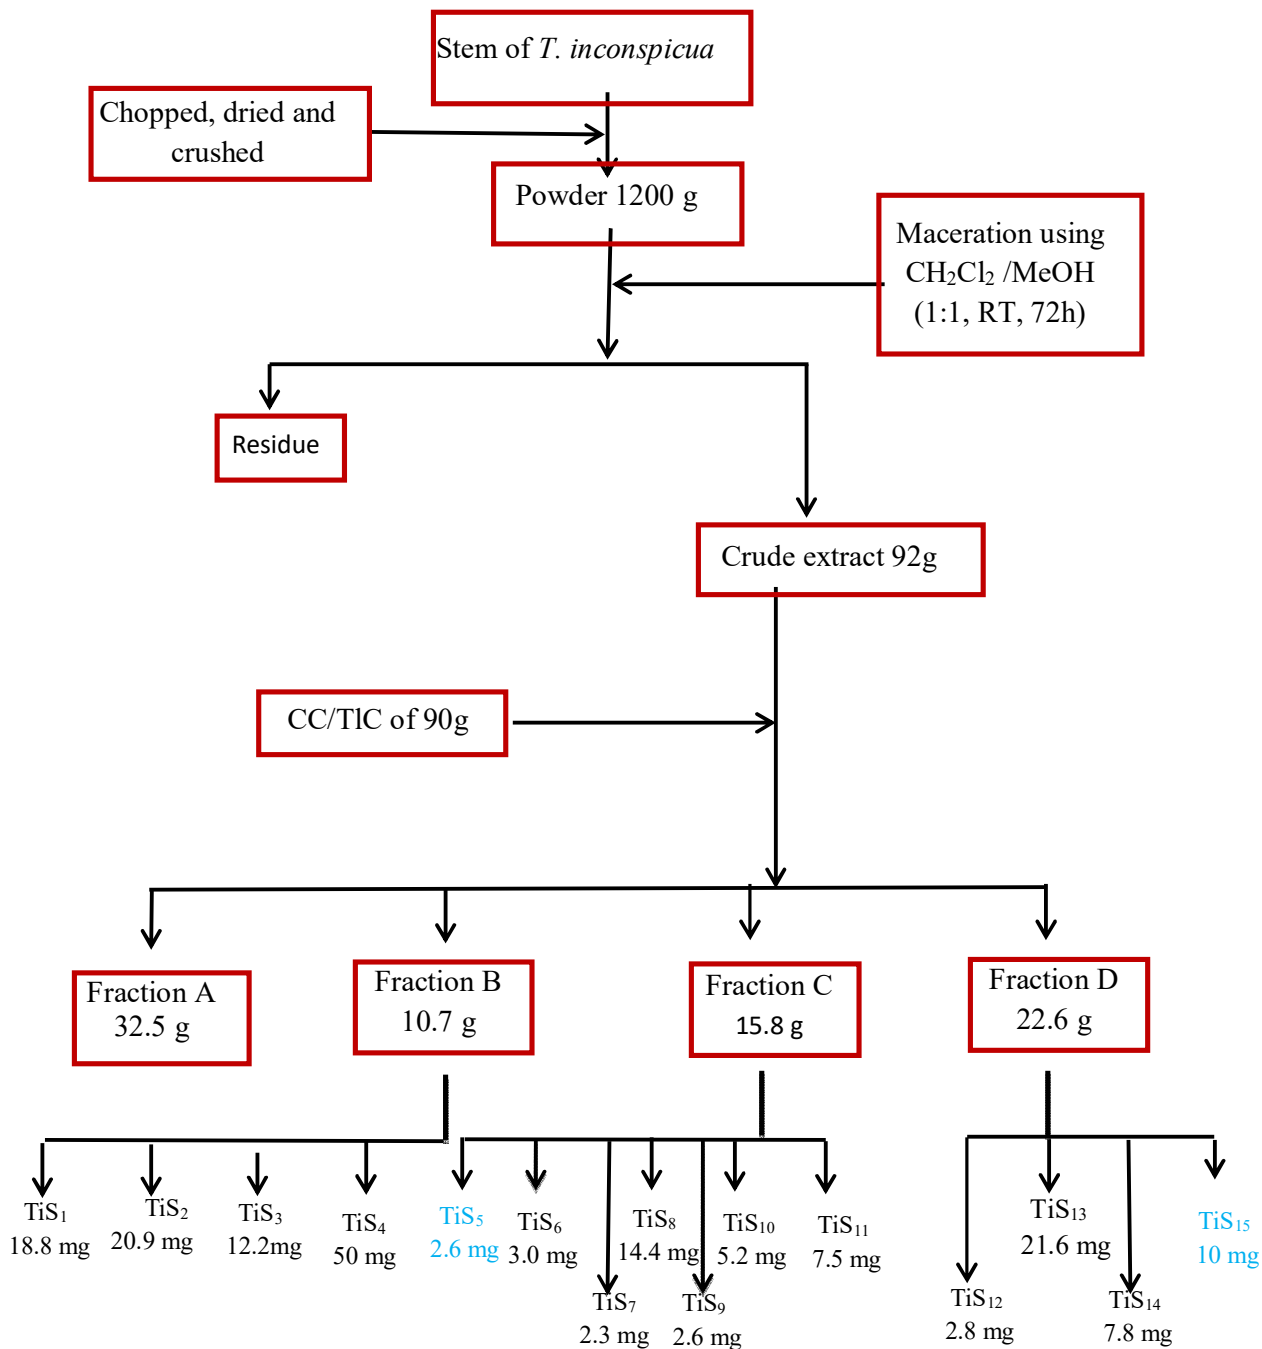 Stem of T. inconspicua
Chopped, dried and
crushed
Powder 1200 g
Maceration using
CH₂Cl₂ /MeOH
(1:1, RT, 72h)
Residue
Crude extract 92g
CC/TlC of 90g
Fraction A
32.5 g
Fraction B
10.7 g
Fraction C
15.8 g
Fraction D
22.6 g
TiS₁
18.8 mg
TiS₂
20.9 mg
TiS₃
12.2mg
TiS₄
50 mg
TiS₅
2.6 mg
TiS₆
3.0 mg
TiS₇
2.3 mg
TiS₈
14.4 mg
TiS₉
2.6 mg
TiS₁₀
5.2 mg
TiS₁₁
7.5 mg
TiS₁₂
2.8 mg
TiS₁₃
21.6 mg
TiS₁₄
7.8 mg
TiS₁₅
10 mg